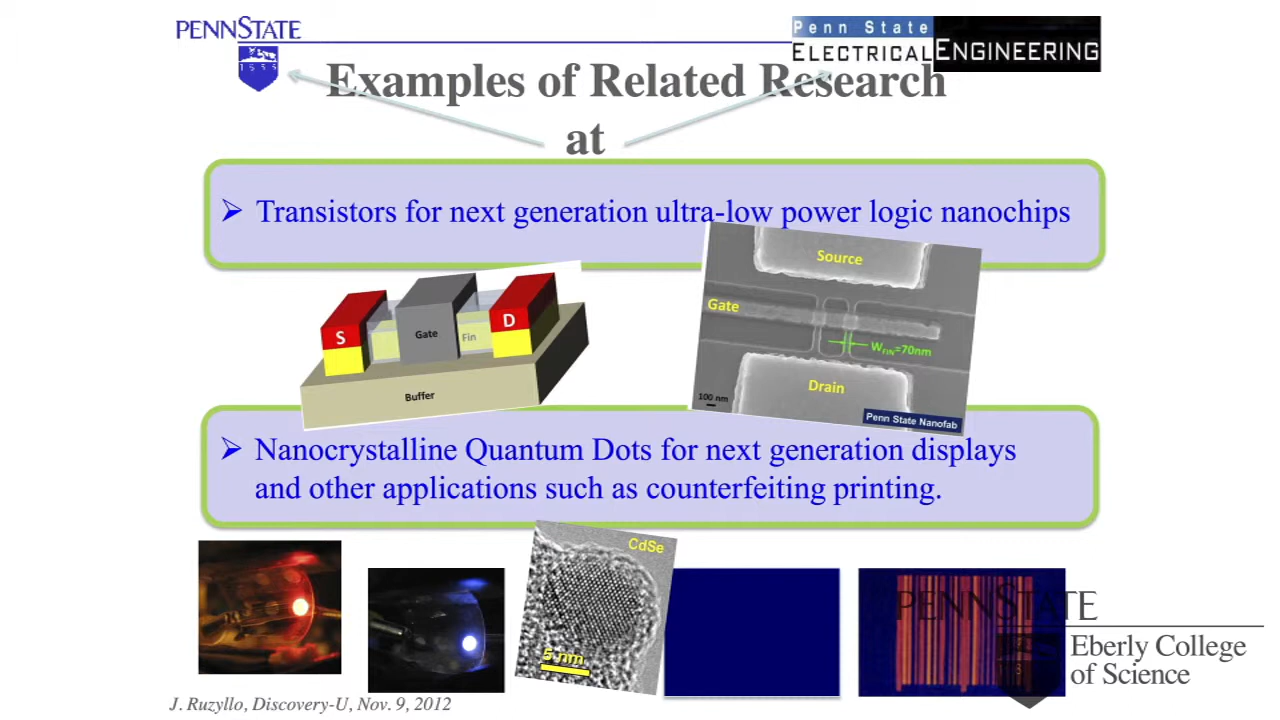 PENNSTATE
1855
Penn State
ELECTRICAL ENGINEERING
Examples of Related Research
at
➢ Transistors for next generation ultra-low power logic nanochips
S
Gate
Fin
D
Buffer
Source
Gate
W_FIN=70nm
Drain
100 nm
Penn State Nanofab
➢ Nanocrystalline Quantum Dots for next generation displays
and other applications such as counterfeiting printing.
CdSe
5 nm
PENNSTATE
Eberly College
of Science
J. Ruzyllo, Discovery-U, Nov. 9, 2012